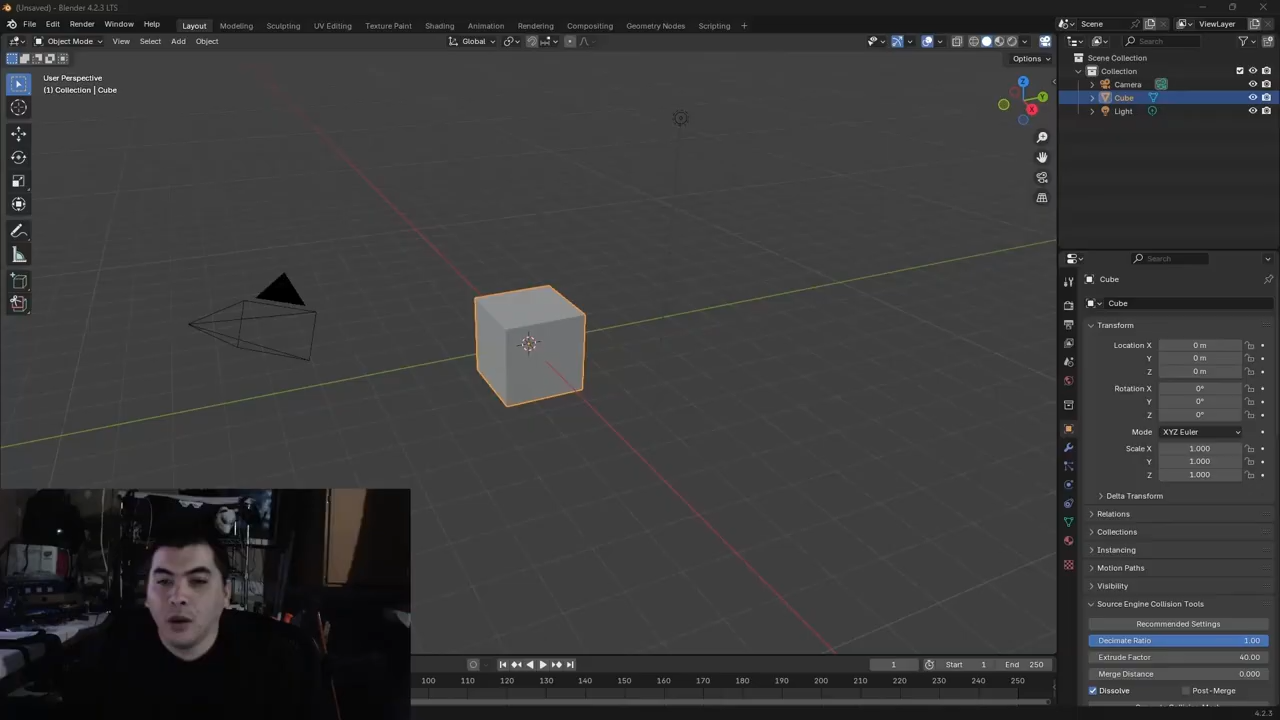 (Unsaved) - Blender 4.2.3 LTS
File Edit Render Window Help Layout Modeling Sculpting UV Editing Texture Paint Shading Animation Rendering Compositing Geometry Nodes Scripting + Scene ViewLayer
Object Mode View Select Add Object Global Search
Options
User Perspective
(1) Collection | Cube
Z
Y
X
Scene Collection
Collection
Camera
Cube
Light
Search
Cube
Cube
Transform
Location X 0 m
Y 0 m
Z 0 m
Rotation X 0°
Y 0°
Z 0°
Mode XYZ Euler
Scale X 1.000
Y 1.000
Z 1.000
Delta Transform
Relations
Collections
Instancing
Motion Paths
Visibility
Source Engine Collision Tools
Recommended Settings
Decimate Ratio 1.00
Extrude Factor 40.00
Merge Distance 0.000
Dissolve Post-Merge
1 Start 1 End 250
100 110 120 130 140 150 160 170 180 190 200 210 220 230 240 250
4.2.3